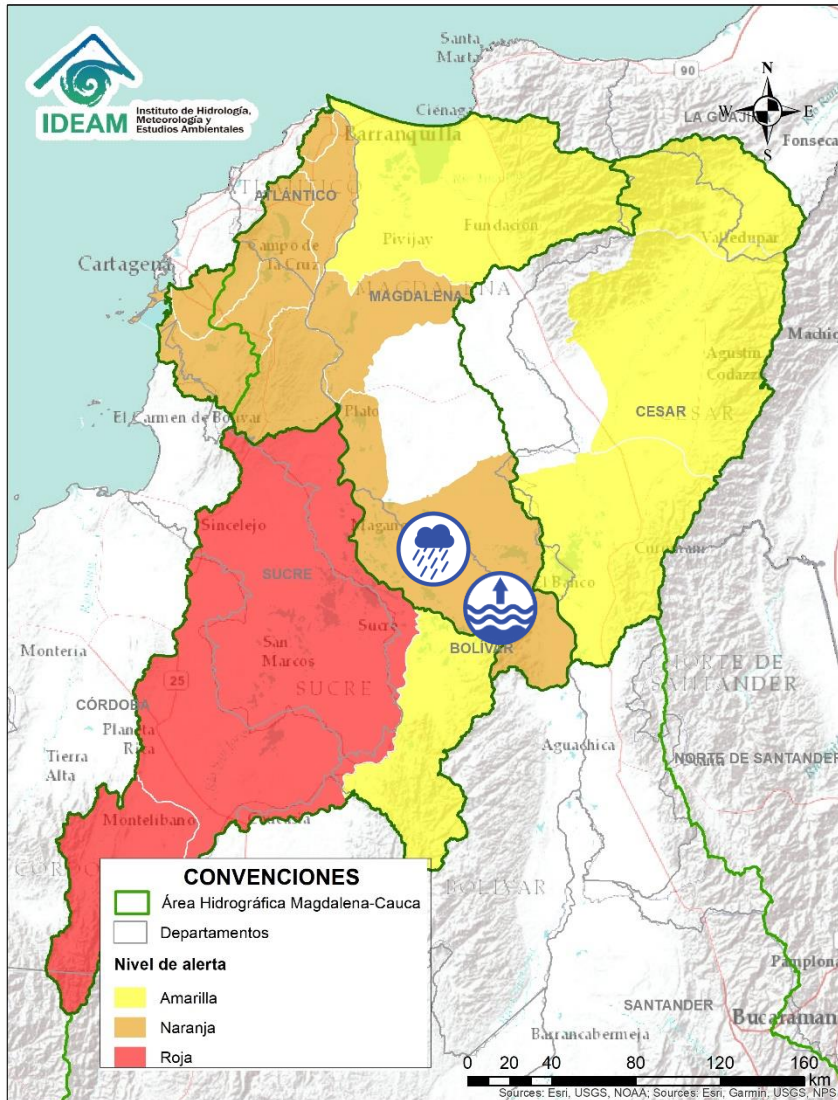 IDEAM
Instituto de Hidrología,
Meteorología y
Estudios Ambientales
Santa
Marta
90
N
W
E
S
LA GUAJI
Ciénaga
Fonseca
Barranquilla
ATLÁNTICO
Valledupar
Pivijay
Fundación
Campo de
la Cruz
Cartagena
MAGDALENA
Agustín
Codazzi
CESAR
El Carmen de Bolívar
Plato
Sincelejo
Magang
SUCRE
El Banco
Sucre
Montería
San
Marcos
BOLÍVAR
25
SUCRE
CÓRDOBA
NORTE DE
SANTANDER
Planeta
Rica
Aguachica
Tierra
Alta
NORTE DE SANTANDER
Montelíbano
BOLÍVAR
CONVENCIONES
Área Hidrográfica Magdalena-Cauca
Departamentos
Nivel de alerta
Amarilla
Naranja
Roja
Pamplona
SANTANDER
Bucaraman
Barrancabermeja
0 20 40 80 120 160
km
Sources: Esri, USGS, NOAA; Sources: Esri, Garmin, USGS, NPS